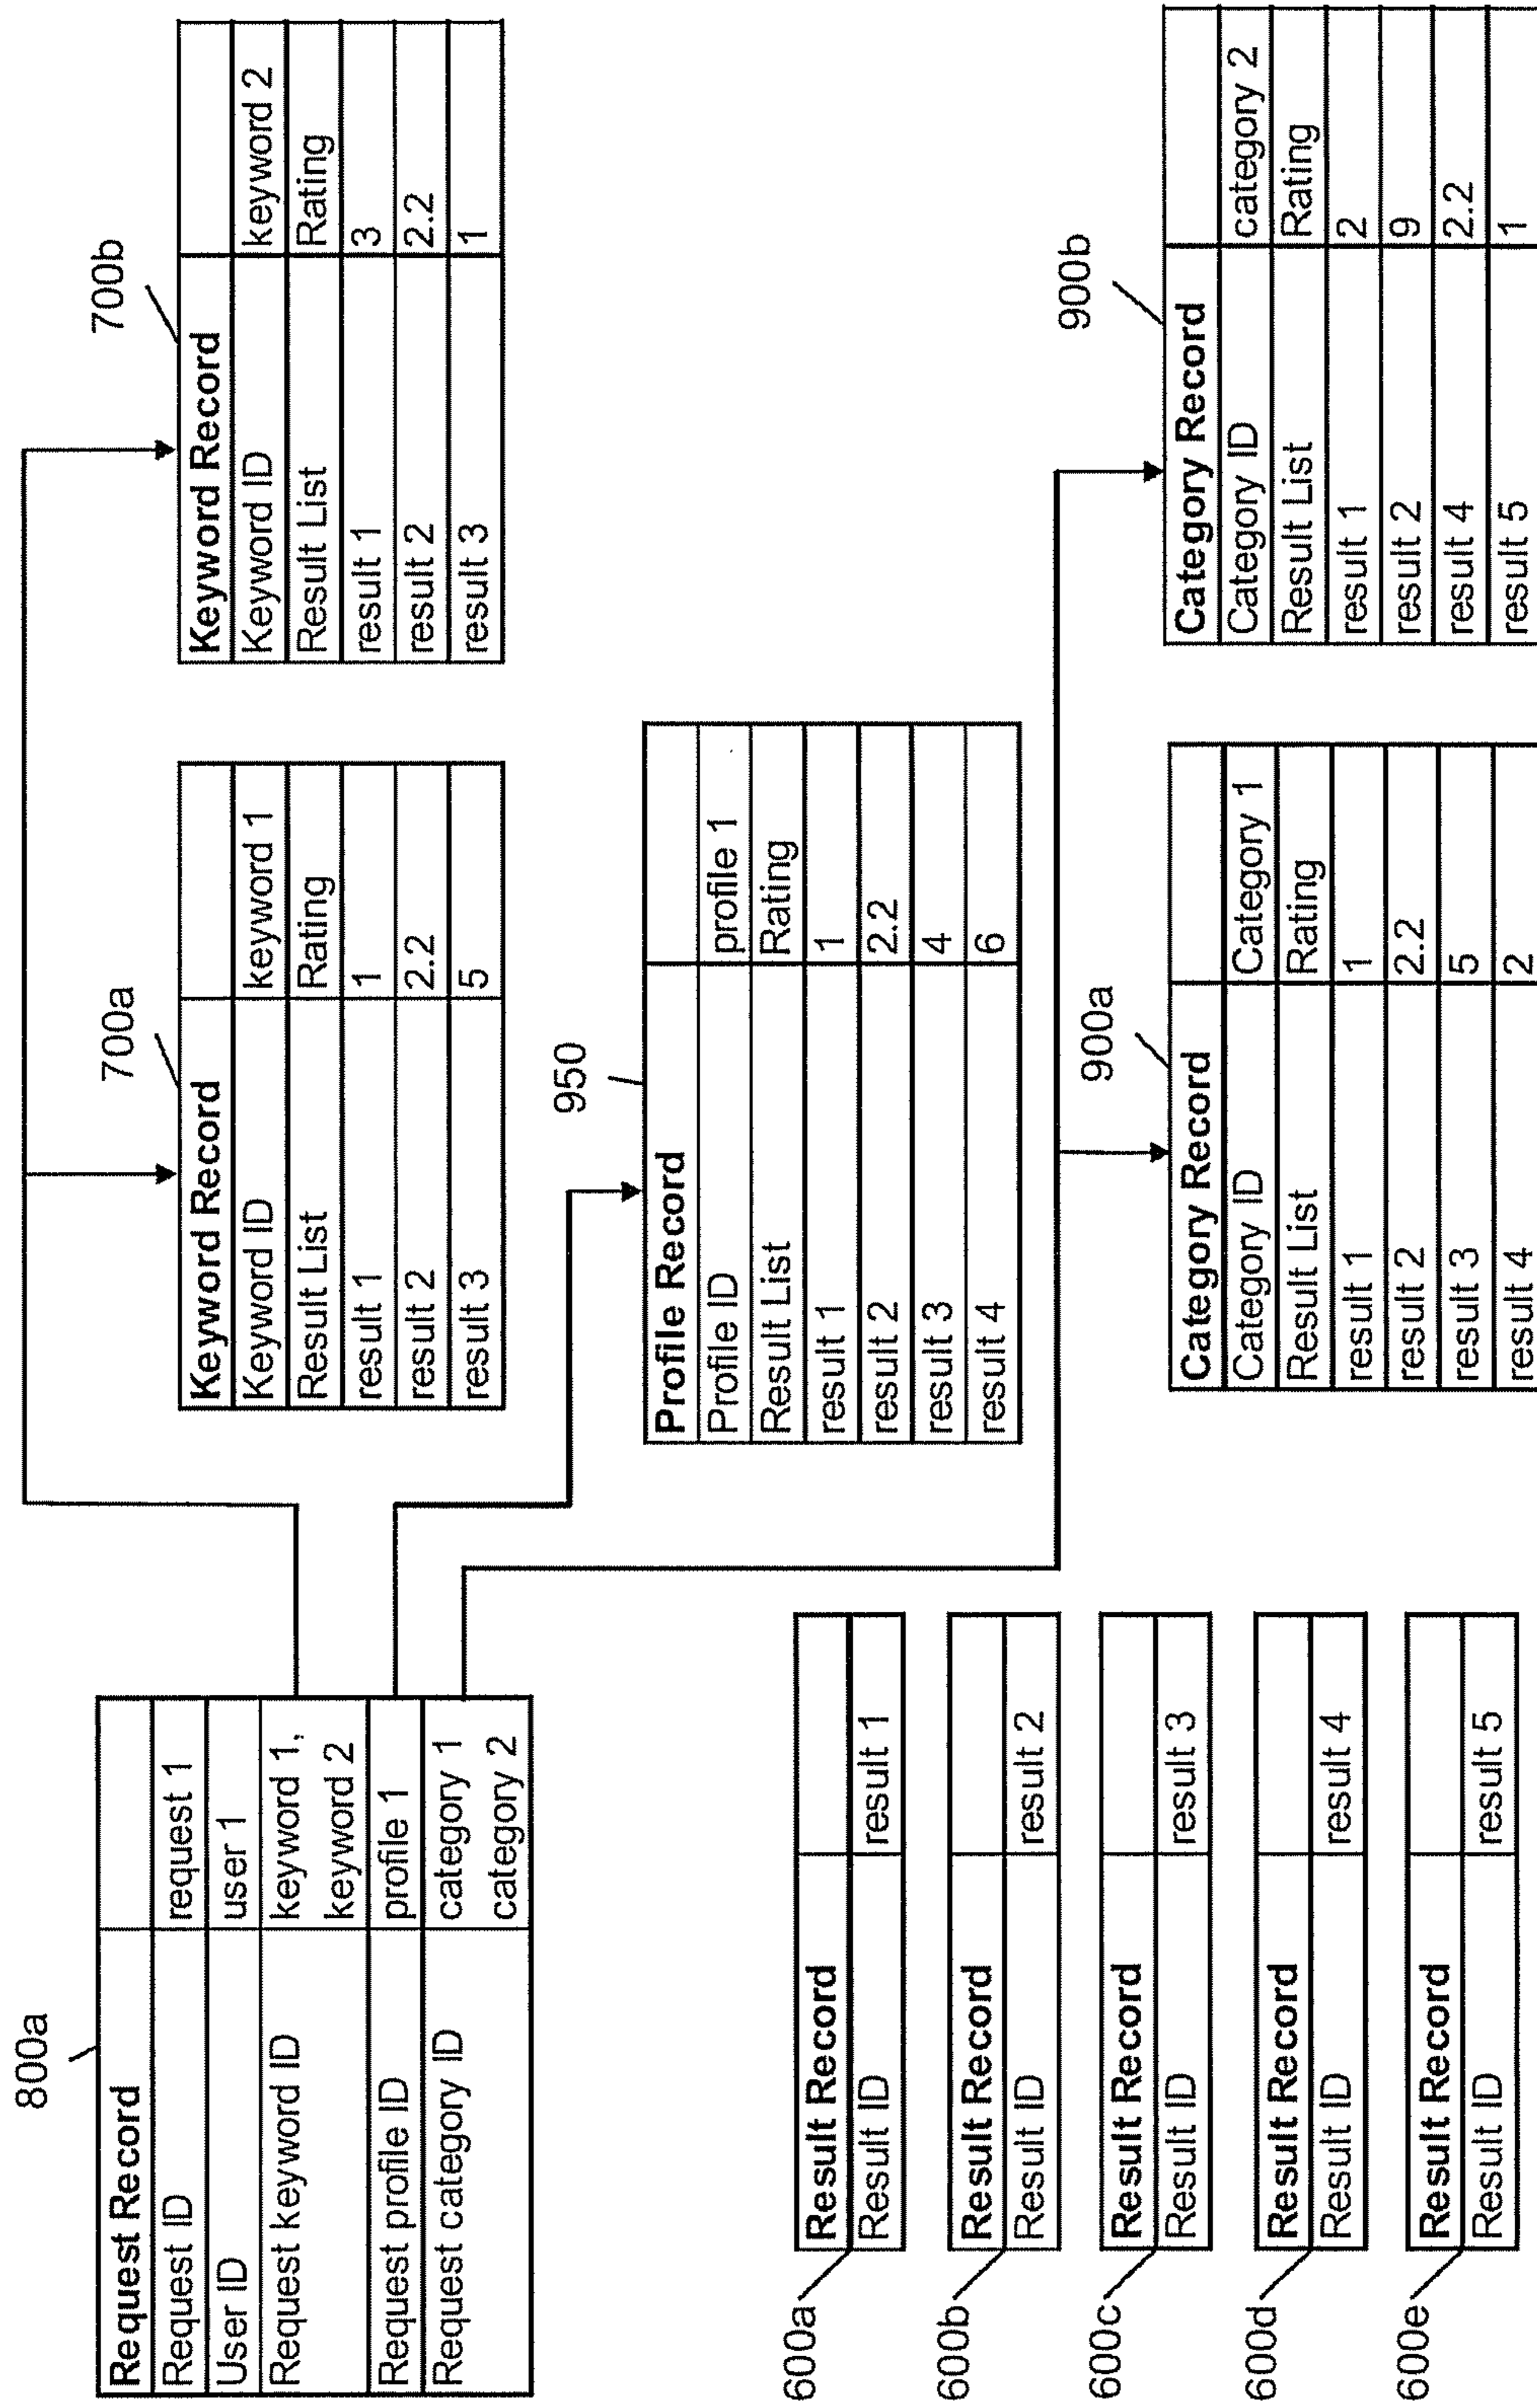 800a
Request Record
Request ID request 1
User ID user 1
Request keyword ID keyword 1,
keyword 2
Request profile ID profile 1
Request category ID category 1
category 2
700a
Keyword Record
Keyword ID keyword 1
Result List Rating
result 1 1
result 2 2.2
result 3 5
700b
Keyword Record
Keyword ID keyword 2
Result List Rating
result 1 3
result 2 2.2
result 3 1
950
Profile Record
Profile ID profile 1
Result List Rating
result 1 1
result 2 2.2
result 3 4
result 4 6
600a
Result Record
Result ID result 1
600b
Result Record
Result ID result 2
600c
Result Record
Result ID result 3
600d
Result Record
Result ID result 4
600e
Result Record
Result ID result 5
900a
Category Record
Category ID Category 1
Result List Rating
result 1 1
result 2 2.2
result 3 5
result 4 2
900b
Category Record
Category ID category 2
Result List Rating
result 1 2
result 2 9
result 4 2.2
result 5 1